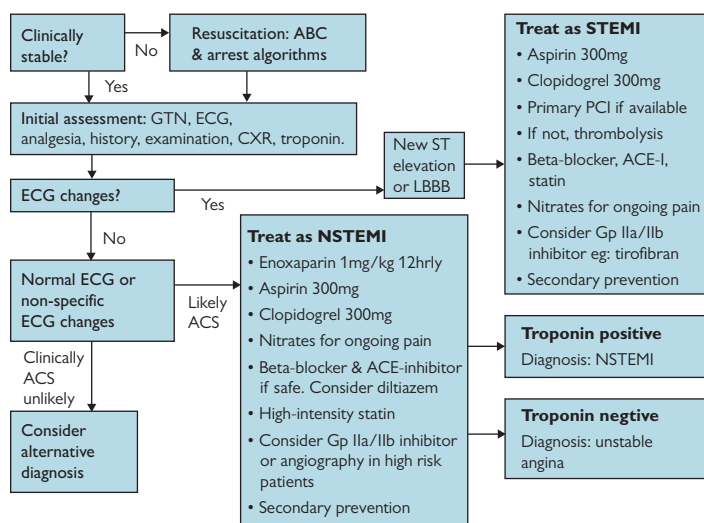 Clinically
stable?
No
Resuscitation: ABC
& arrest algorithms
Yes
Initial assessment: GTN, ECG,
analgesia, history, examination, CXR, troponin.
ECG changes?
Yes
New ST
elevation
or LBBB
Treat as STEMI
• Aspirin 300mg
• Clopidogrel 300mg
• Primary PCI if available
• If not, thrombolysis
• Beta-blocker, ACE-I,
statin
• Nitrates for ongoing pain
• Consider Gp IIa/IIb
inhibitor eg: tirofibran
• Secondary prevention
No
Normal ECG or
non-specific
ECG changes
Likely
ACS
Treat as NSTEMI
• Enoxaparin 1mg/kg 12hrly
• Aspirin 300mg
• Clopidogrel 300mg
• Nitrates for ongoing pain
• Beta-blocker & ACE-inhibitor
if safe. Consider diltiazem
• High-intensity statin
• Consider Gp IIa/IIb inhibitor
or angiography in high risk
patients
• Secondary prevention
Troponin positive
Diagnosis: NSTEMI
Troponin negtive
Diagnosis: unstable
angina
Clinically
ACS
unlikely
Consider
alternative
diagnosis